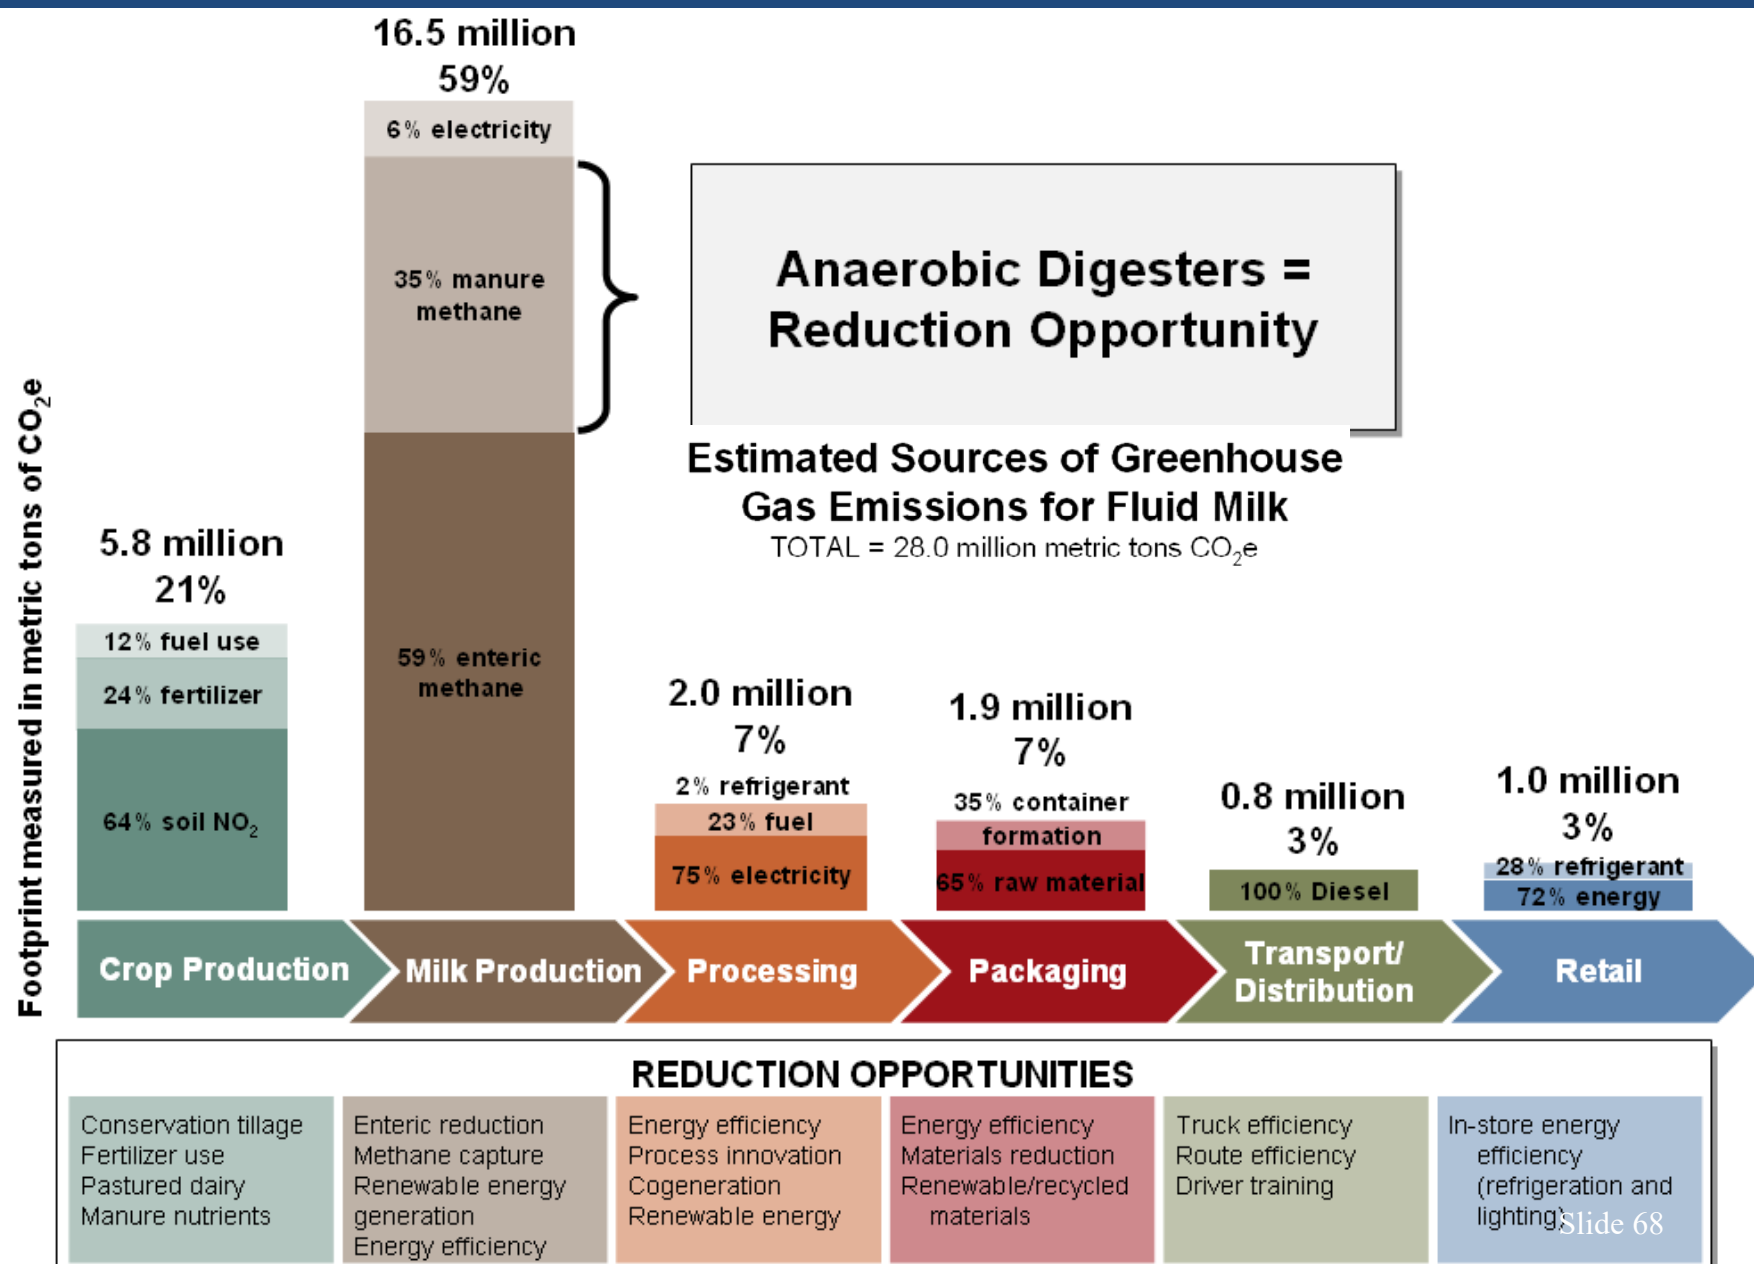 16.5 million
59%
6% electricity
35% manure
methane
59% enteric
methane
Anaerobic Digesters =
Reduction Opportunity
Estimated Sources of Greenhouse
Gas Emissions for Fluid Milk
TOTAL = 28.0 million metric tons CO₂e
Footprint measured in metric tons of CO₂e
5.8 million
21%
12% fuel use
24% fertilizer
64% soil NO₂
2.0 million
7%
2% refrigerant
23% fuel
75% electricity
1.9 million
7%
35% container
formation
65% raw material
0.8 million
3%
100% Diesel
1.0 million
3%
28% refrigerant
72% energy
Crop Production
Milk Production
Processing
Packaging
Transport/
Distribution
Retail
REDUCTION OPPORTUNITIES
Conservation tillage
Fertilizer use
Pastured dairy
Manure nutrients
Enteric reduction
Methane capture
Renewable energy
generation
Energy efficiency
Energy efficiency
Process innovation
Cogeneration
Renewable energy
Energy efficiency
Materials reduction
Renewable/recycled
materials
Truck efficiency
Route efficiency
Driver training
In-store energy
efficiency
(refrigeration and
lighting)
Slide 68